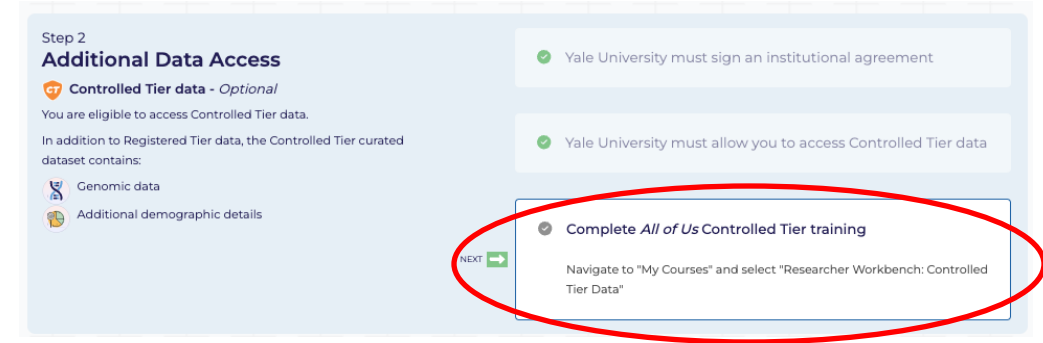 Step 2
Additional Data Access
CT Controlled Tier data - Optional
You are eligible to access Controlled Tier data.
In addition to Registered Tier data, the Controlled Tier curated
dataset contains:
Genomic data
Additional demographic details
Yale University must sign an institutional agreement
Yale University must allow you to access Controlled Tier data
NEXT
Complete All of Us Controlled Tier training
Navigate to "My Courses" and select "Researcher Workbench: Controlled
Tier Data"